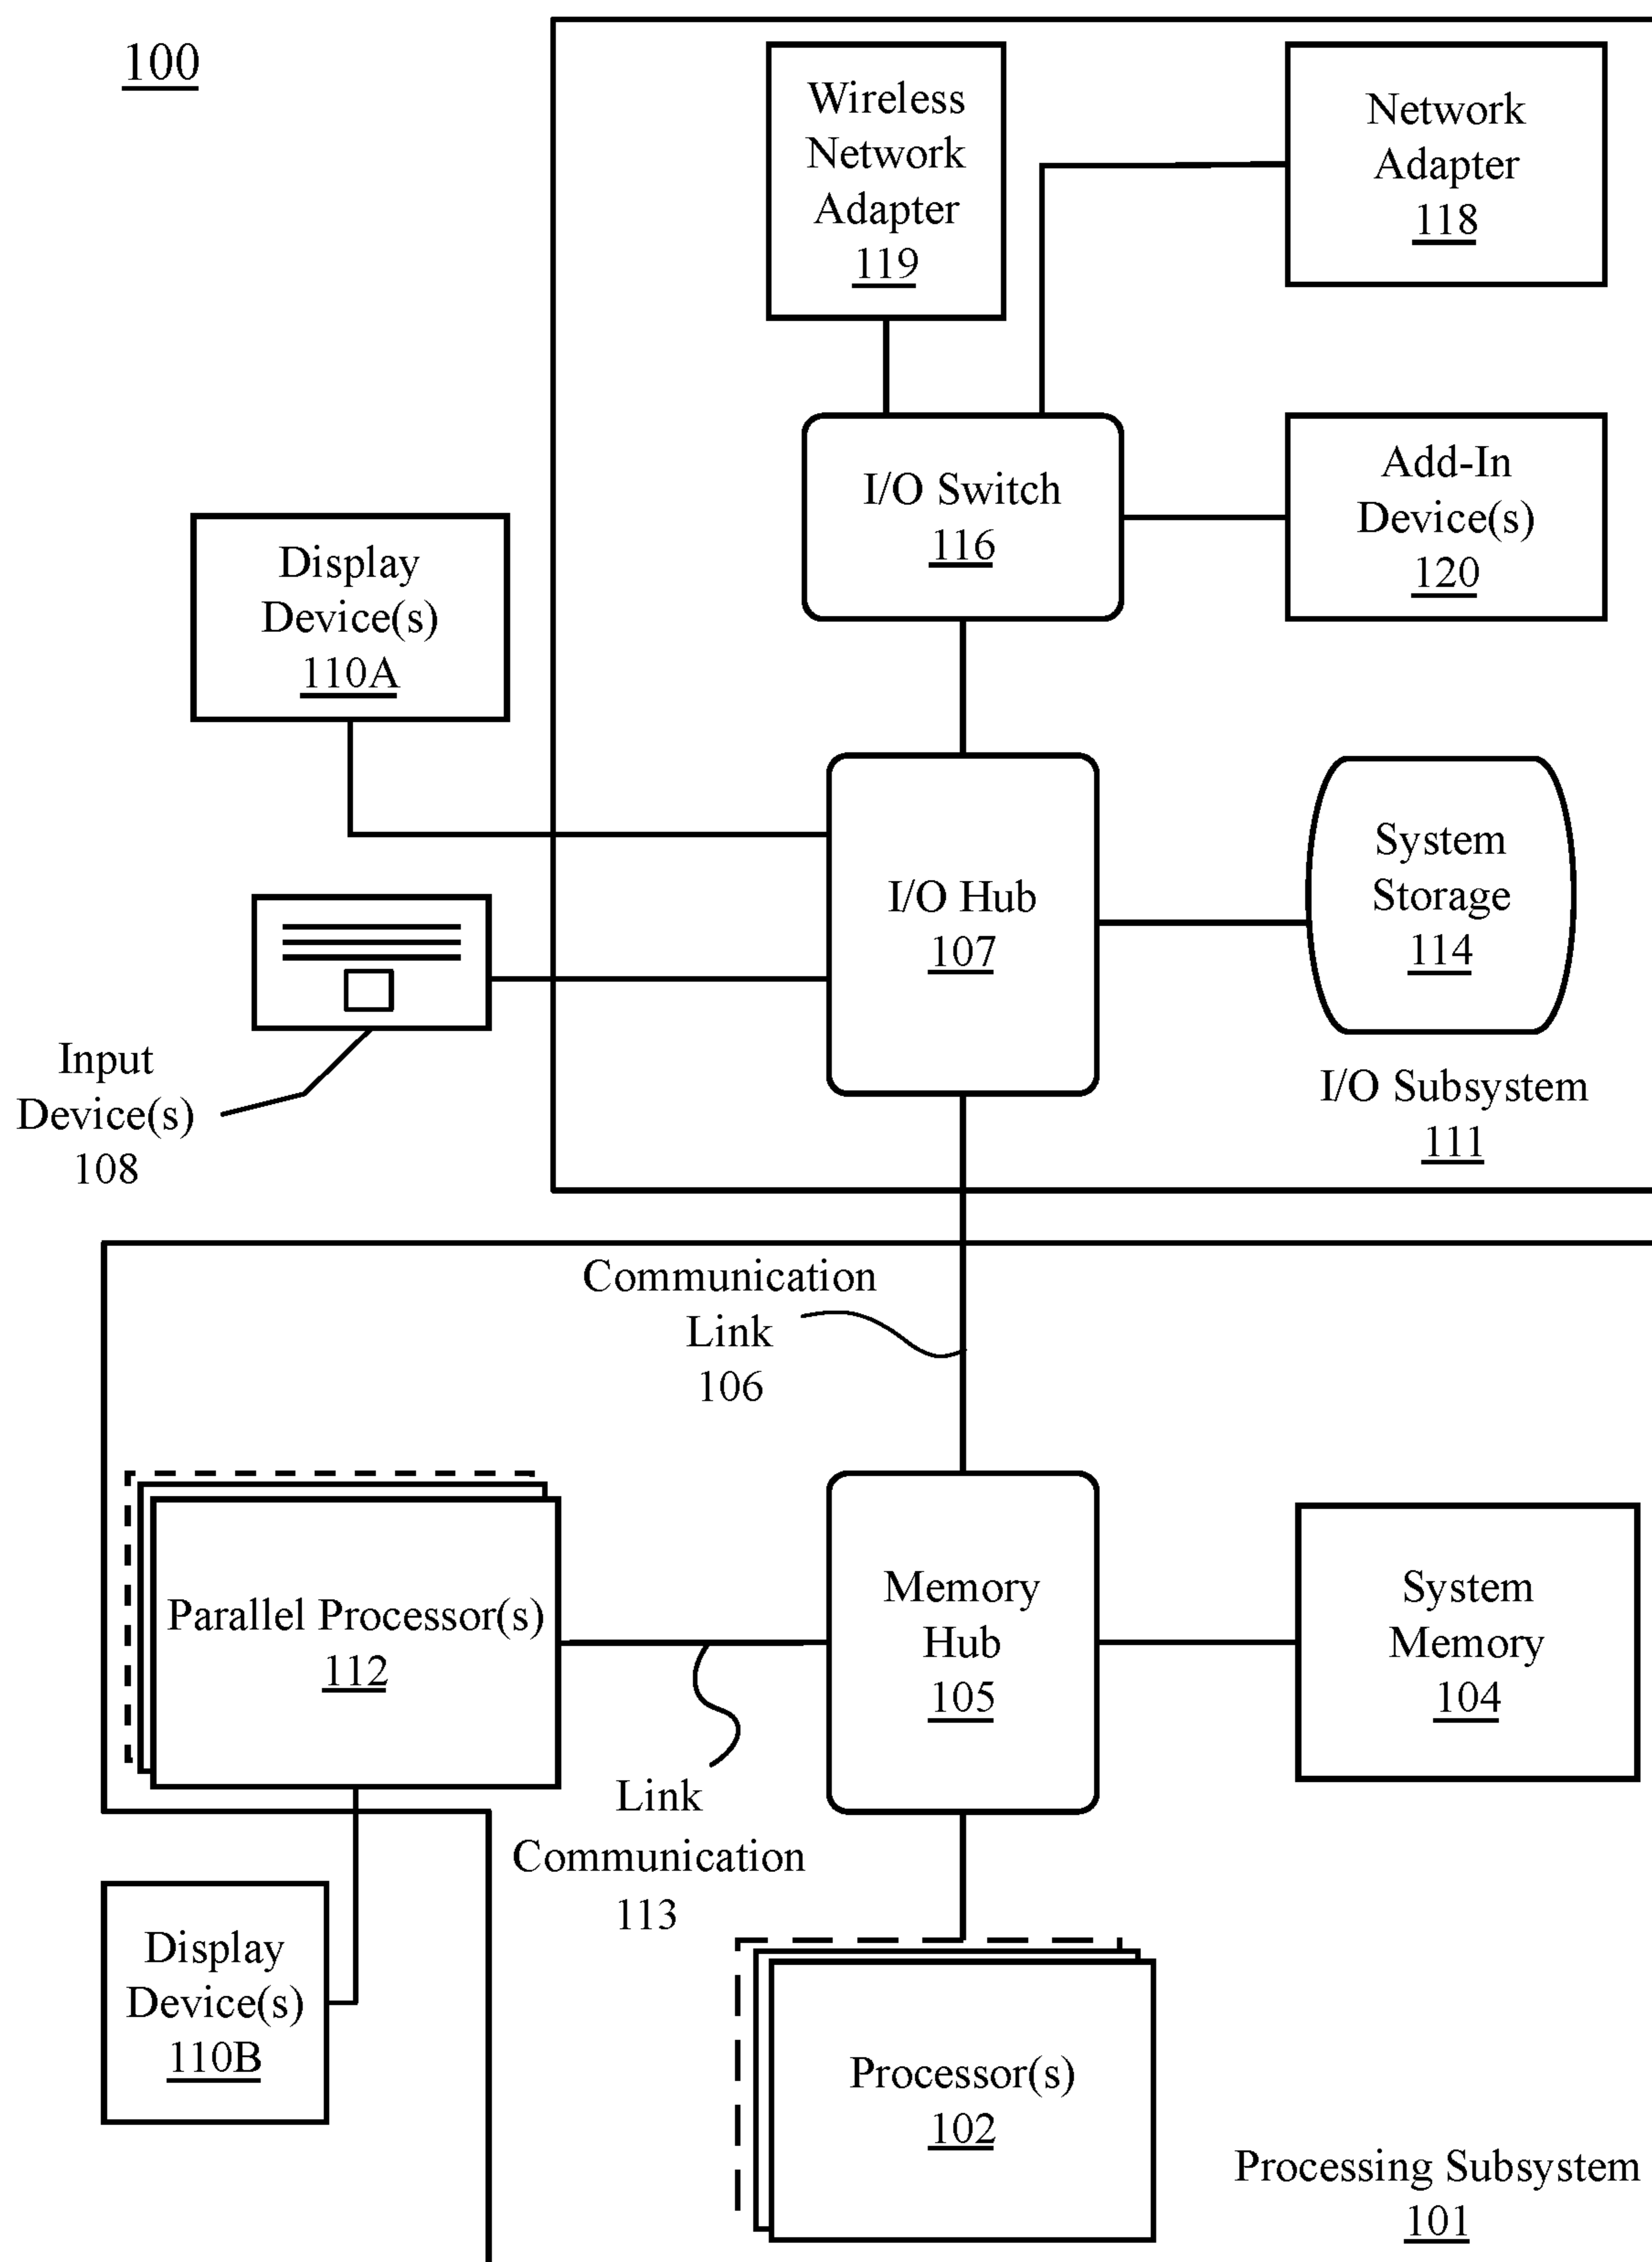 100
Wireless
Network
Adapter
119
Network
Adapter
118
I/O Switch
116
Add-In
Device(s)
120
Display
Device(s)
110A
I/O Hub
107
System
Storage
114
Input
Device(s)
108
I/O Subsystem
111
Communication
Link
106
Parallel Processor(s)
112
Memory
Hub
105
System
Memory
104
Link
Communication
113
Display
Device(s)
110B
Processor(s)
102
Processing Subsystem
101